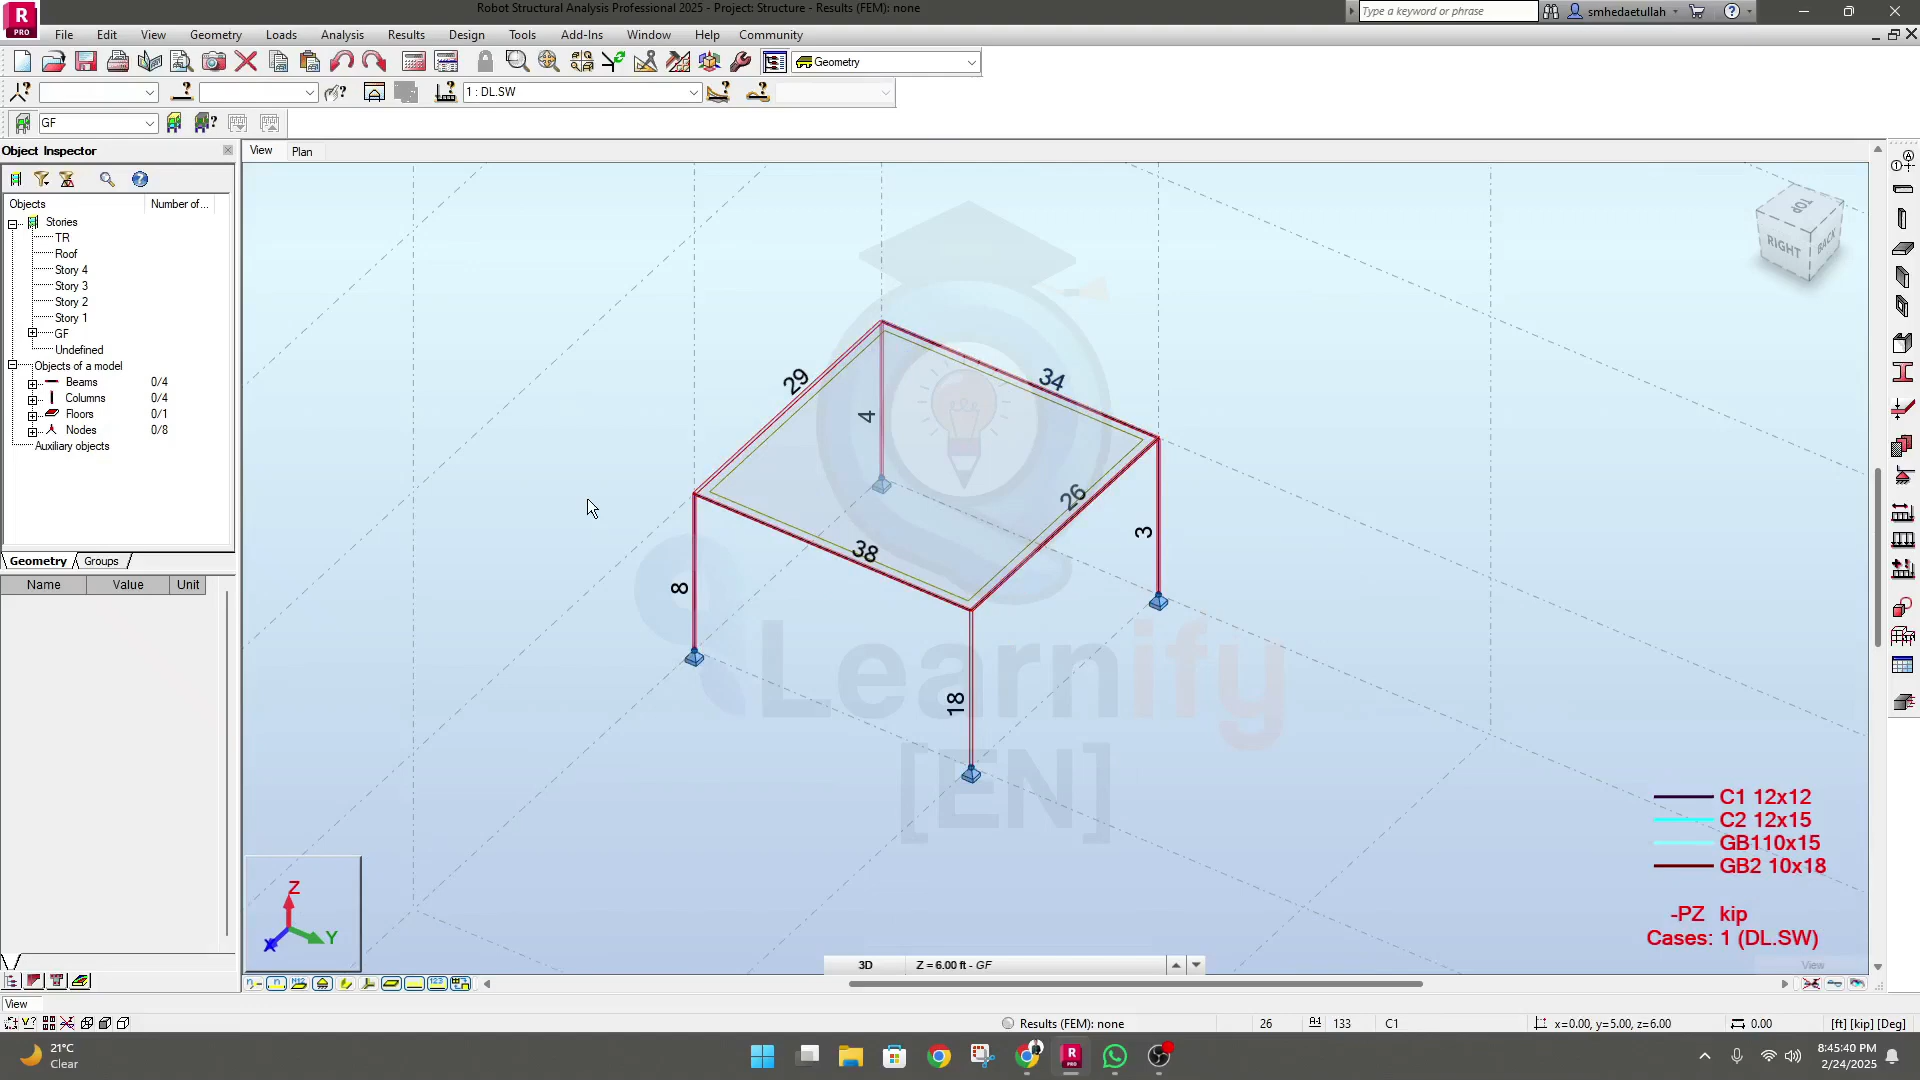 R
PRO
Robot Structural Analysis Professional 2025 - Project: Structure - Results (FEM): none
Type a keyword or phrase
smhedaetullah
File Edit View Geometry Loads Analysis Results Design Tools Add-Ins Window Help Community
Geometry
1 : DL.SW
GF
Object Inspector
View Plan
Objects Number of...
Stories
TR
Roof
Story 4
Story 3
Story 2
Story 1
GF
Undefined
Objects of a model
Beams 0/4
Columns 0/4
Floors 0/1
Nodes 0/8
Auxiliary objects
Geometry Groups
Name Value Unit
TOP
RIGHT BACK
29
34
4
26
3
38
8
18
Learnify
[EN]
C1 12x12
C2 12x15
GB110x15
GB2 10x18
-PZ kip
Cases: 1 (DL.SW)
Z
Y
X
3D Z = 6.00 ft - GF
View
View
Results (FEM): none 26 133 C1 x=0.00, y=5.00, z=6.00 0.00 [ft] [kip] [Deg]
21°C
Clear
R
PRO
8:45:40 PM
2/24/2025